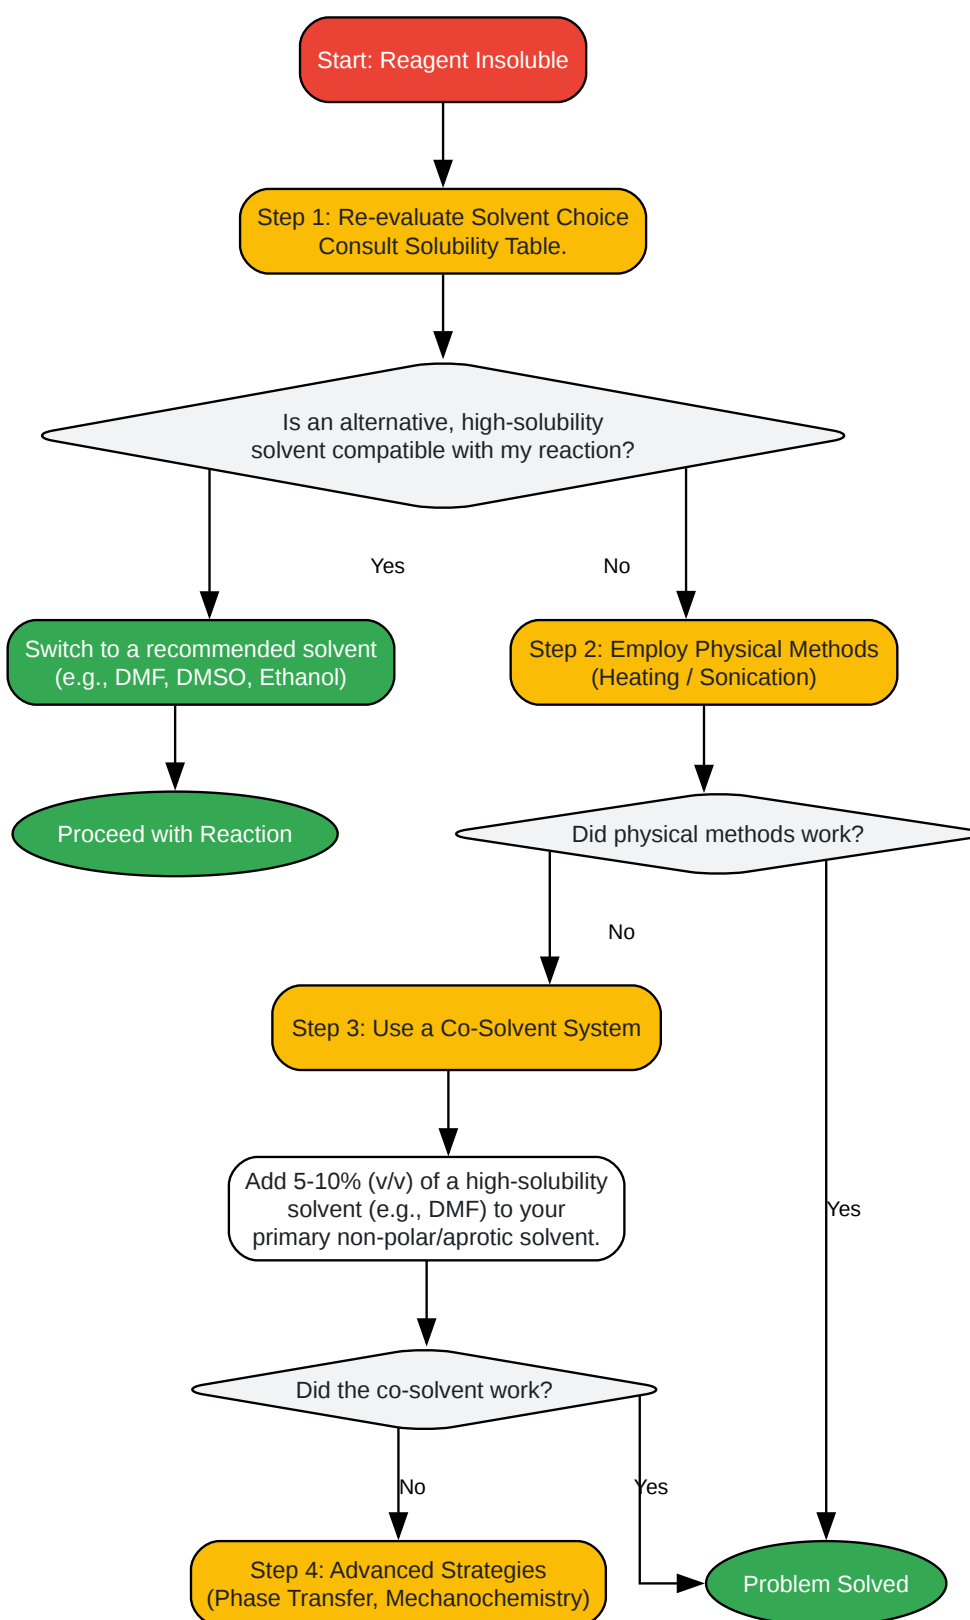 Start: Reagent Insoluble
Step 1: Re-evaluate Solvent Choice
Consult Solubility Table.
Is an alternative, high-solubility
solvent compatible with my reaction?
Yes
No
Switch to a recommended solvent
(e.g., DMF, DMSO, Ethanol)
Step 2: Employ Physical Methods
(Heating / Sonication)
Proceed with Reaction
Did physical methods work?
No
Step 3: Use a Co-Solvent System
Add 5-10% (v/v) of a high-solubility
solvent (e.g., DMF) to your
primary non-polar/aprotic solvent.
Yes
Did the co-solvent work?
No
Yes
Step 4: Advanced Strategies
(Phase Transfer, Mechanochemistry)
Problem Solved